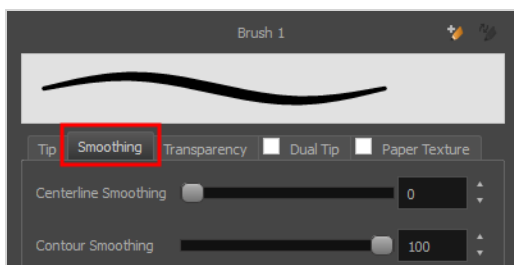 Brush 1
Tip Smoothing Transparency Dual Tip Paper Texture
Centerline Smoothing 0
Contour Smoothing 100